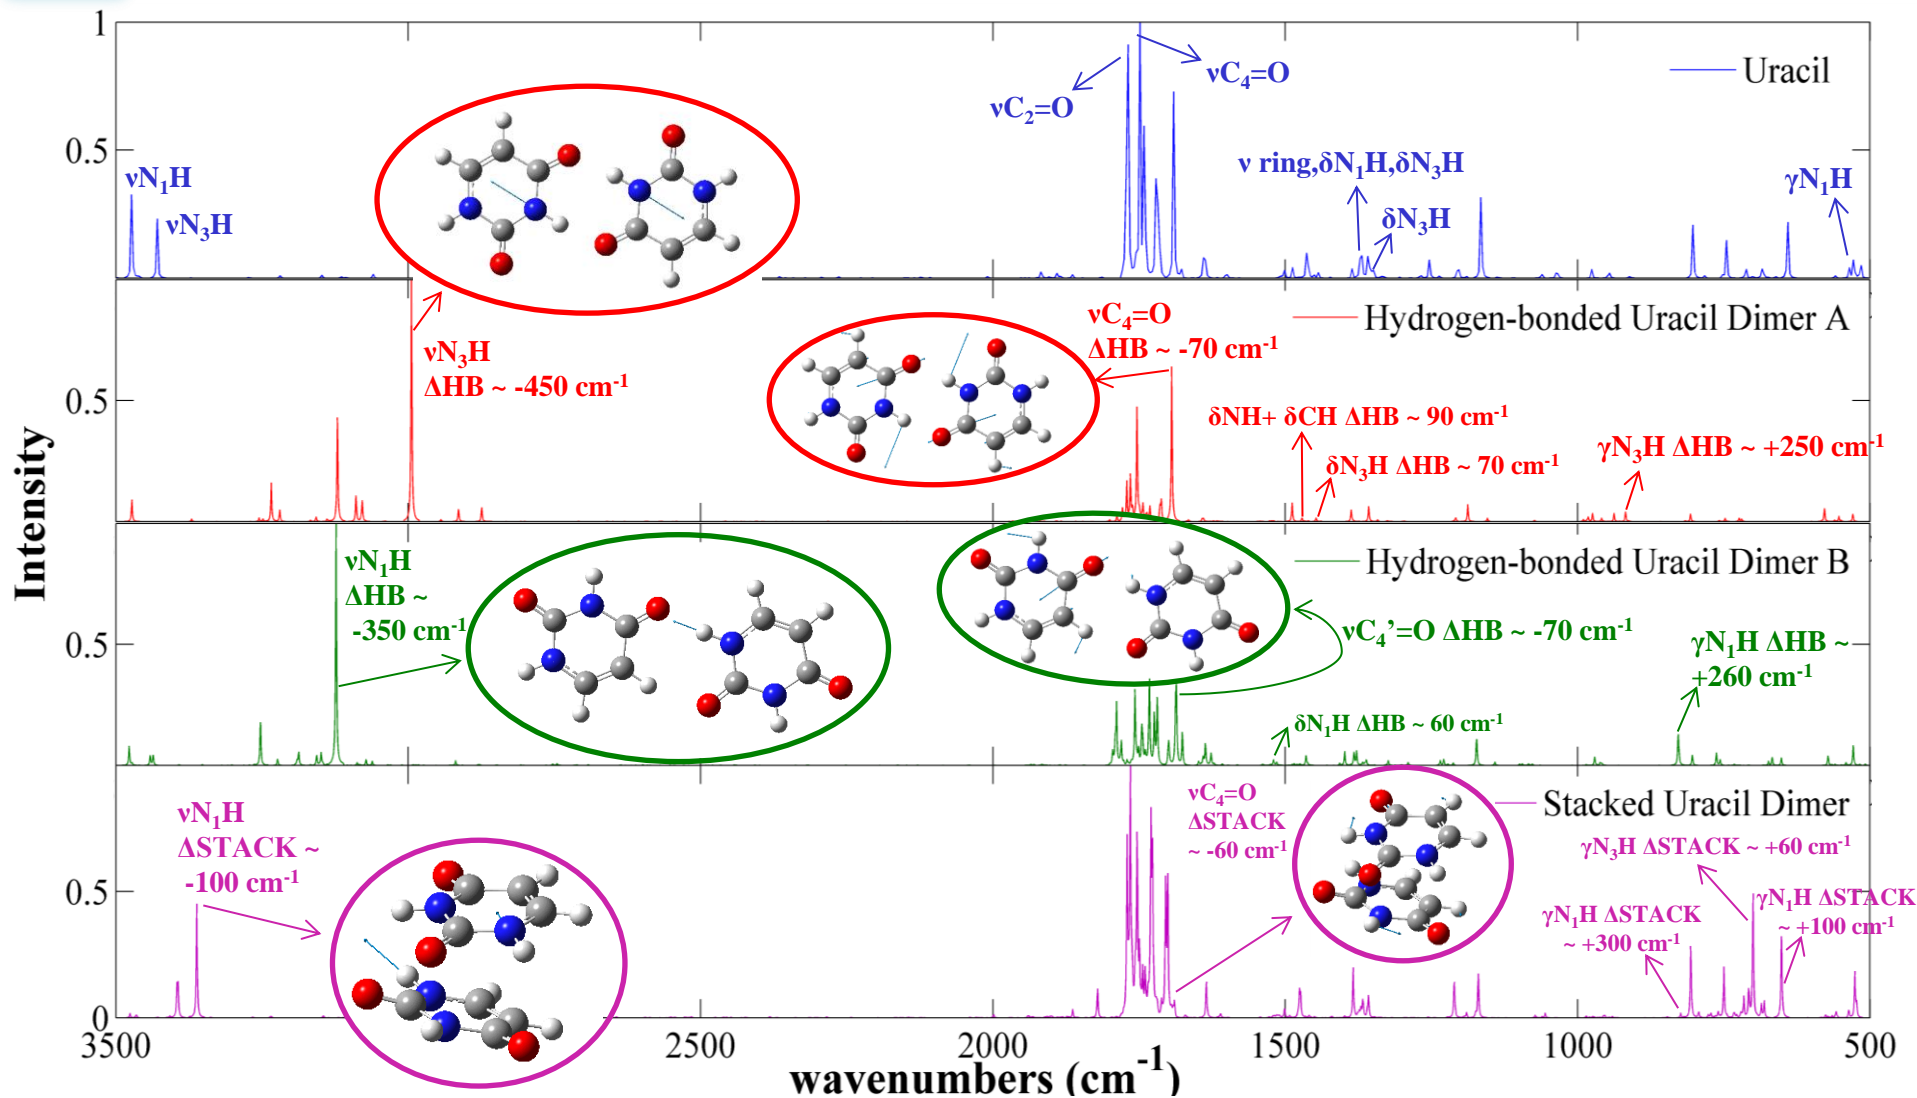 1
Uracil
νC₄=O
νC₂=O
0.5
ν ring,δN₁H,δN₃H
νN₁H
γN₁H
νN₃H
δN₃H
Hydrogen-bonded Uracil Dimer A
νC₄=O
ΔHB ~ -70 cm⁻¹
νN₃H
ΔHB ~ -450 cm⁻¹
0.5
δNH+ δCH ΔHB ~ 90 cm⁻¹
γN₃H ΔHB ~ +250 cm⁻¹
δN₃H ΔHB ~ 70 cm⁻¹
Intensity
Hydrogen-bonded Uracil Dimer B
νN₁H
ΔHB ~
-350 cm⁻¹
0.5
νC₄’=O ΔHB ~ -70 cm⁻¹
γN₁H ΔHB ~
+260 cm⁻¹
δN₁H ΔHB ~ 60 cm⁻¹
Stacked Uracil Dimer
νN₁H
ΔSTACK ~
-100 cm⁻¹
νC₄=O
ΔSTACK
~ -60 cm⁻¹
γN₃H ΔSTACK ~ +60 cm⁻¹
0.5
γN₁H ΔSTACK
~ +100 cm⁻¹
γN₁H ΔSTACK
~ +300 cm⁻¹
0
3500 2500 2000 1500 1000 500
wavenumbers (cm⁻¹)